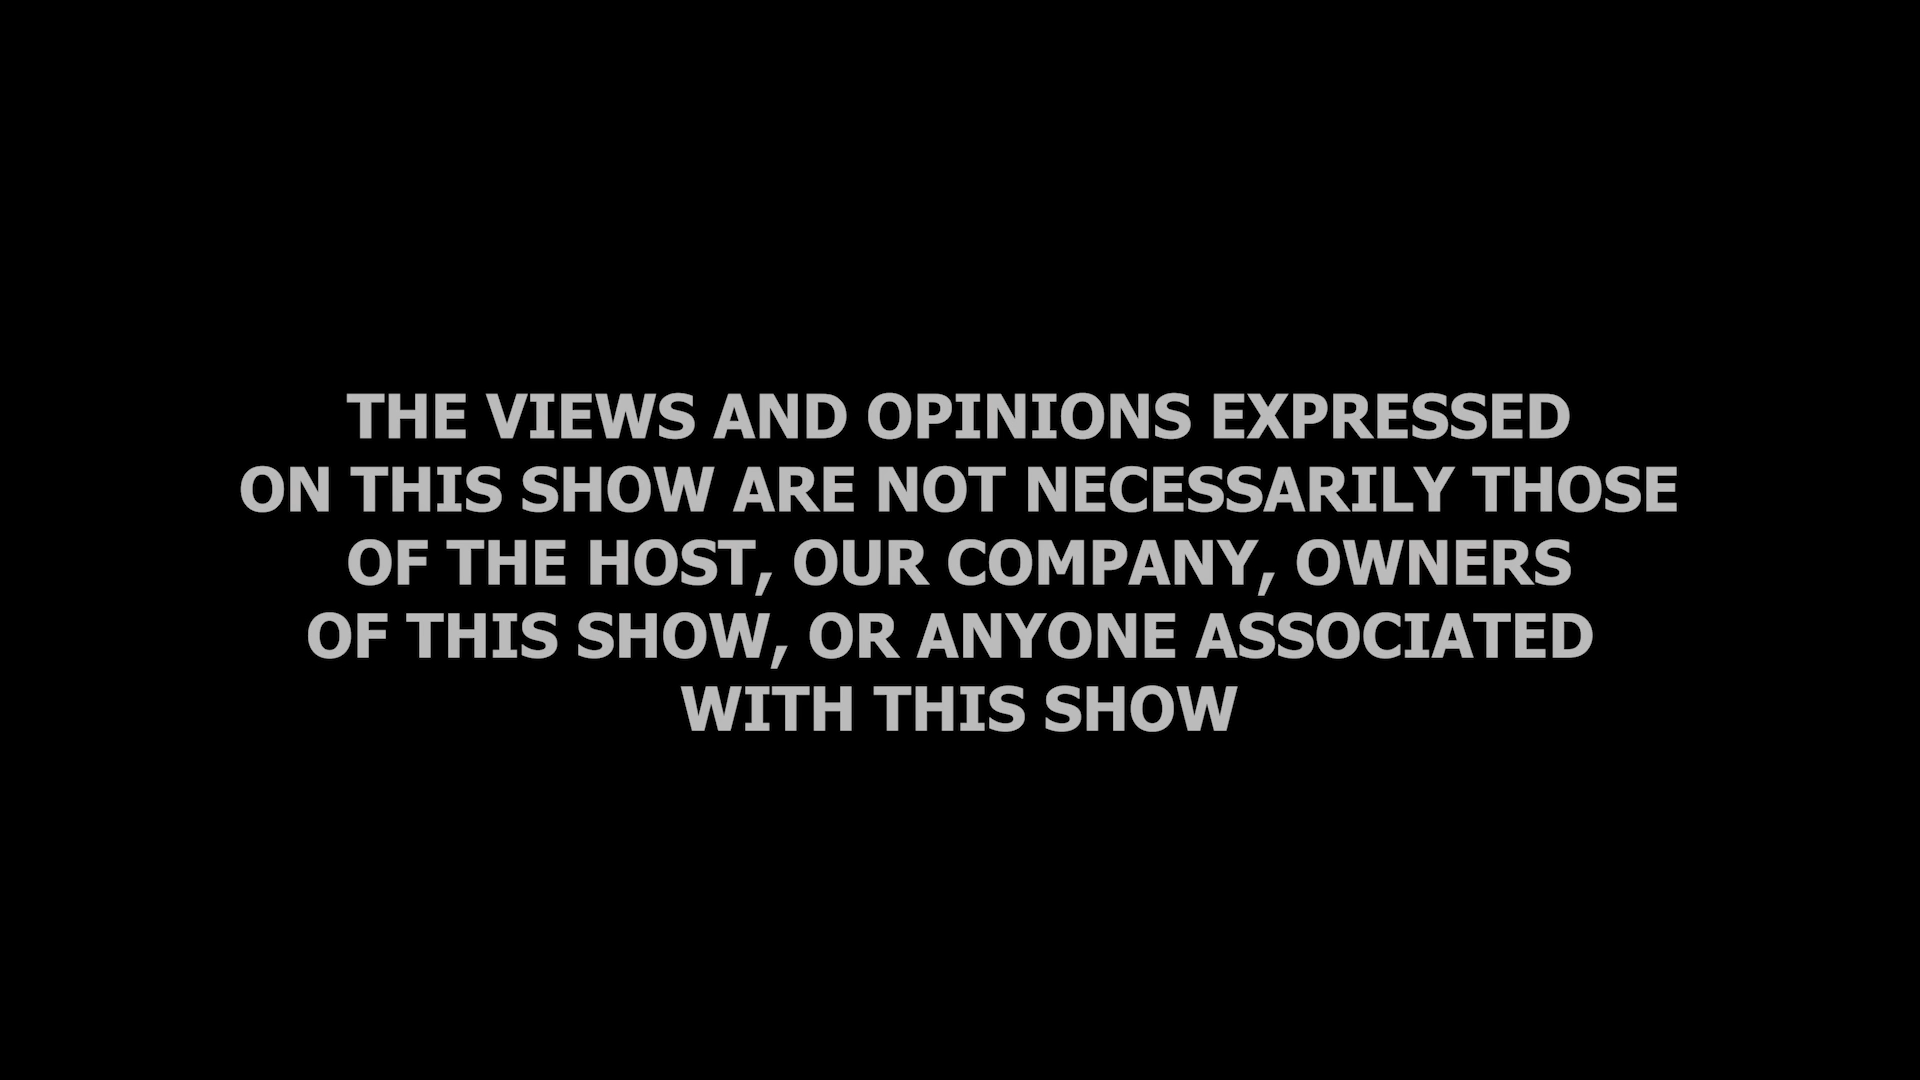 THE VIEWS AND OPINIONS EXPRESSED
ON THIS SHOW ARE NOT NECESSARILY THOSE
OF THE HOST, OUR COMPANY, OWNERS
OF THIS SHOW, OR ANYONE ASSOCIATED
WITH THIS SHOW